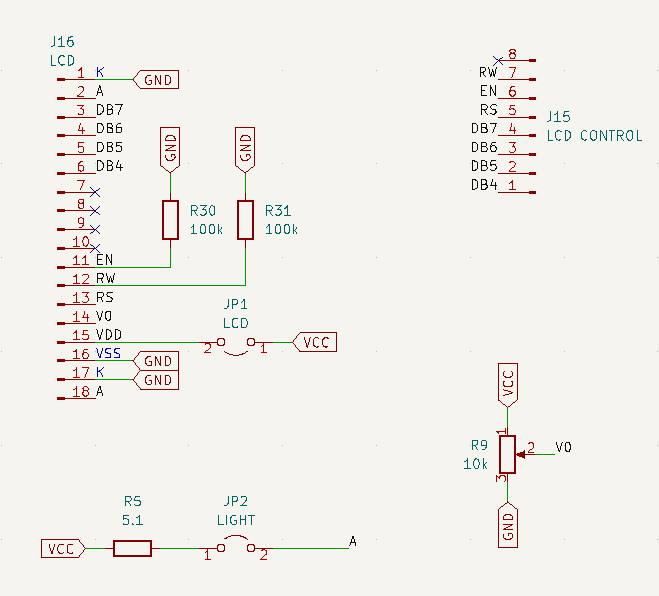 J16
LCD
1 K GND
2 A
3 DB7
4 DB6
5 DB5
6 DB4
7
8
9
10
11 EN
12 RW
13 RS
14 VO
15 VDD
16 VSS GND
17 K GND
18 A
GND
R30
100k
GND
R31
100k
JP1
LCD
2 1 VCC
8
RW 7
EN 6
RS 5
DB7 4
DB6 3
DB5 2
DB4 1
J15
LCD CONTROL
VCC
1
R9
10k
2 VO
3
GND
R5
5.1
VCC
JP2
LIGHT
1 2
A